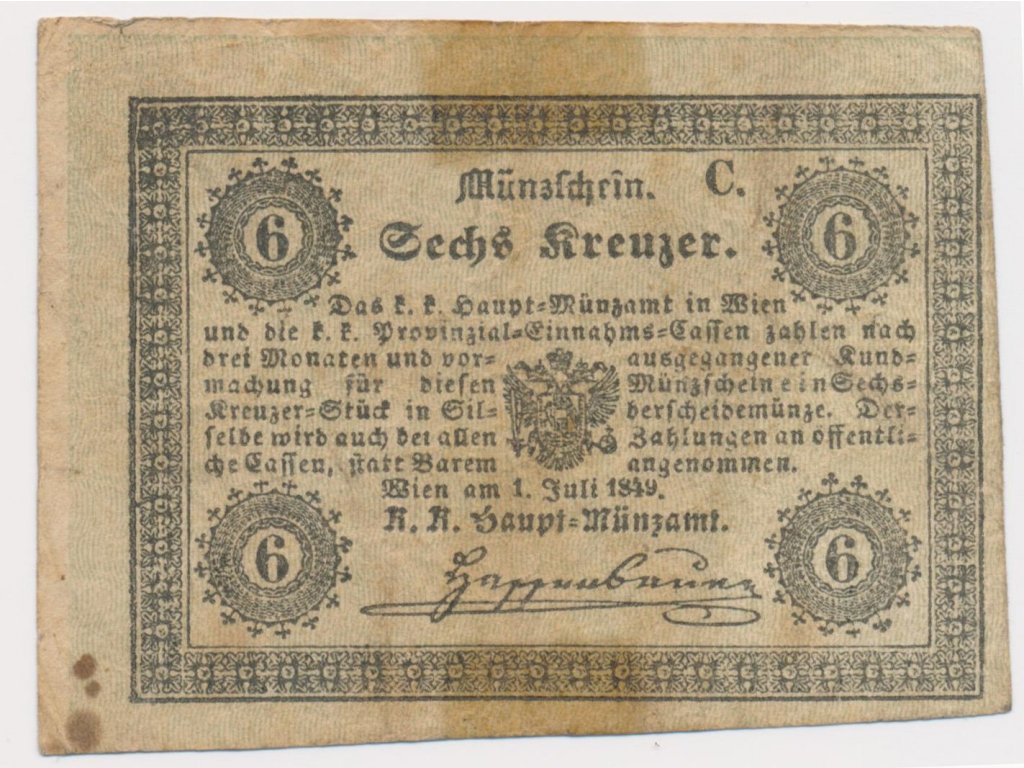 Münzschein. C.
6 Sechs Kreuzer. 6
Das k. k. Haupt=Münzamt in Wien
und die k. k. Provinzial=Einnahms=Cassen zahlen nach
drei Monaten und vor= ausgegangener Kund=
machung für diesen Münzschein ein Sechs=
Kreuzer=Stück in Sil= berscheidemünze. Der=
selbe wird auch bei allen Zahlungen an öffentli=
che Cassen, statt Barem angenommen.
Wien am 1. Juli 1849.
K. K. Haupt=Münzamt.
6 Hassenbauer 6